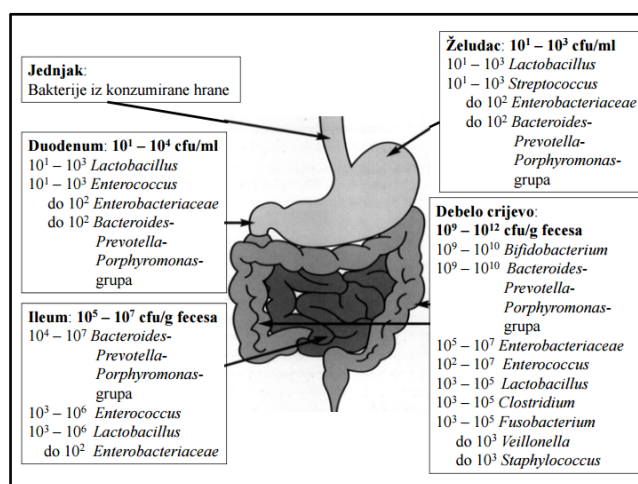 Jednjak:
Bakterije iz konzumirane hrane
Želudac: 10¹ – 10³ cfu/ml
10¹ – 10³ Lactobacillus
10¹ – 10³ Streptococcus
do 10² Enterobacteriaceae
do 10² Bacteroides-
Prevotella-
Porphyromonas-
grupa
Duodenum: 10¹ – 10⁴ cfu/ml
10¹ – 10³ Lactobacillus
10¹ – 10³ Enterococcus
do 10² Enterobacteriaceae
do 10² Bacteroides-
Prevotella-
Porphyromonas-
grupa
Debelo crijevo:
10⁹ – 10¹² cfu/g fecesa
10⁹ – 10¹⁰ Bifidobacterium
10⁹ – 10¹⁰ Bacteroides-
Prevotella-
Porphyromonas-
grupa
10⁵ – 10⁷ Enterobacteriaceae
10² – 10⁷ Enterococcus
10³ – 10⁵ Lactobacillus
10³ – 10⁵ Clostridium
10³ – 10⁵ Fusobacterium
do 10³ Veillonella
do 10³ Staphylococcus
Ileum: 10⁵ – 10⁷ cfu/g fecesa
10⁴ – 10⁷ Bacteroides-
Prevotella-
Porphyromonas-
grupa
10³ – 10⁶ Enterococcus
10³ – 10⁶ Lactobacillus
do 10² Enterobacteriaceae